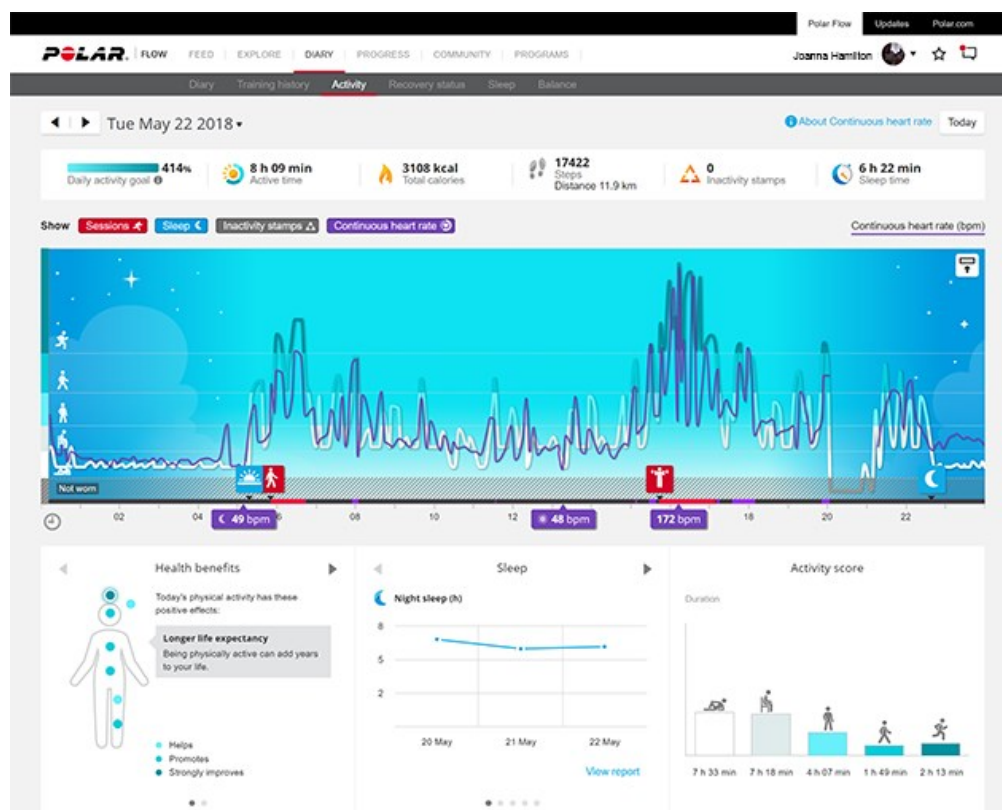 Polar Flow Updates Polar.com
POLAR. FLOW FEED EXPLORE DIARY PROGRESS COMMUNITY PROGRAMS Joanna Hamilton
Diary Training history Activity Recovery status Sleep Balance
Tue May 22 2018 About Continuous heart rate Today
414% 8 h 09 min 3108 kcal 17422 0 6 h 22 min
Daily activity goal Active time Total calories Steps Inactivity stamps Sleep time
Distance 11.9 km
Show Sessions Sleep Inactivity stamps Continuous heart rate Continuous heart rate (bpm)
Not worn
02 04 06 08 10 12 16 18 20 22
49 bpm 48 bpm 172 bpm
Health benefits
Today's physical activity has these
positive effects:
Longer life expectancy
Being physically active can add years
to your life.
Helps
Promotes
Strongly improves
Sleep
Night sleep (h)
8
5
2
20 May 21 May 22 May
View report
Activity score
Duration
7 h 33 min 7 h 18 min 4 h 07 min 1 h 49 min 2 h 13 min